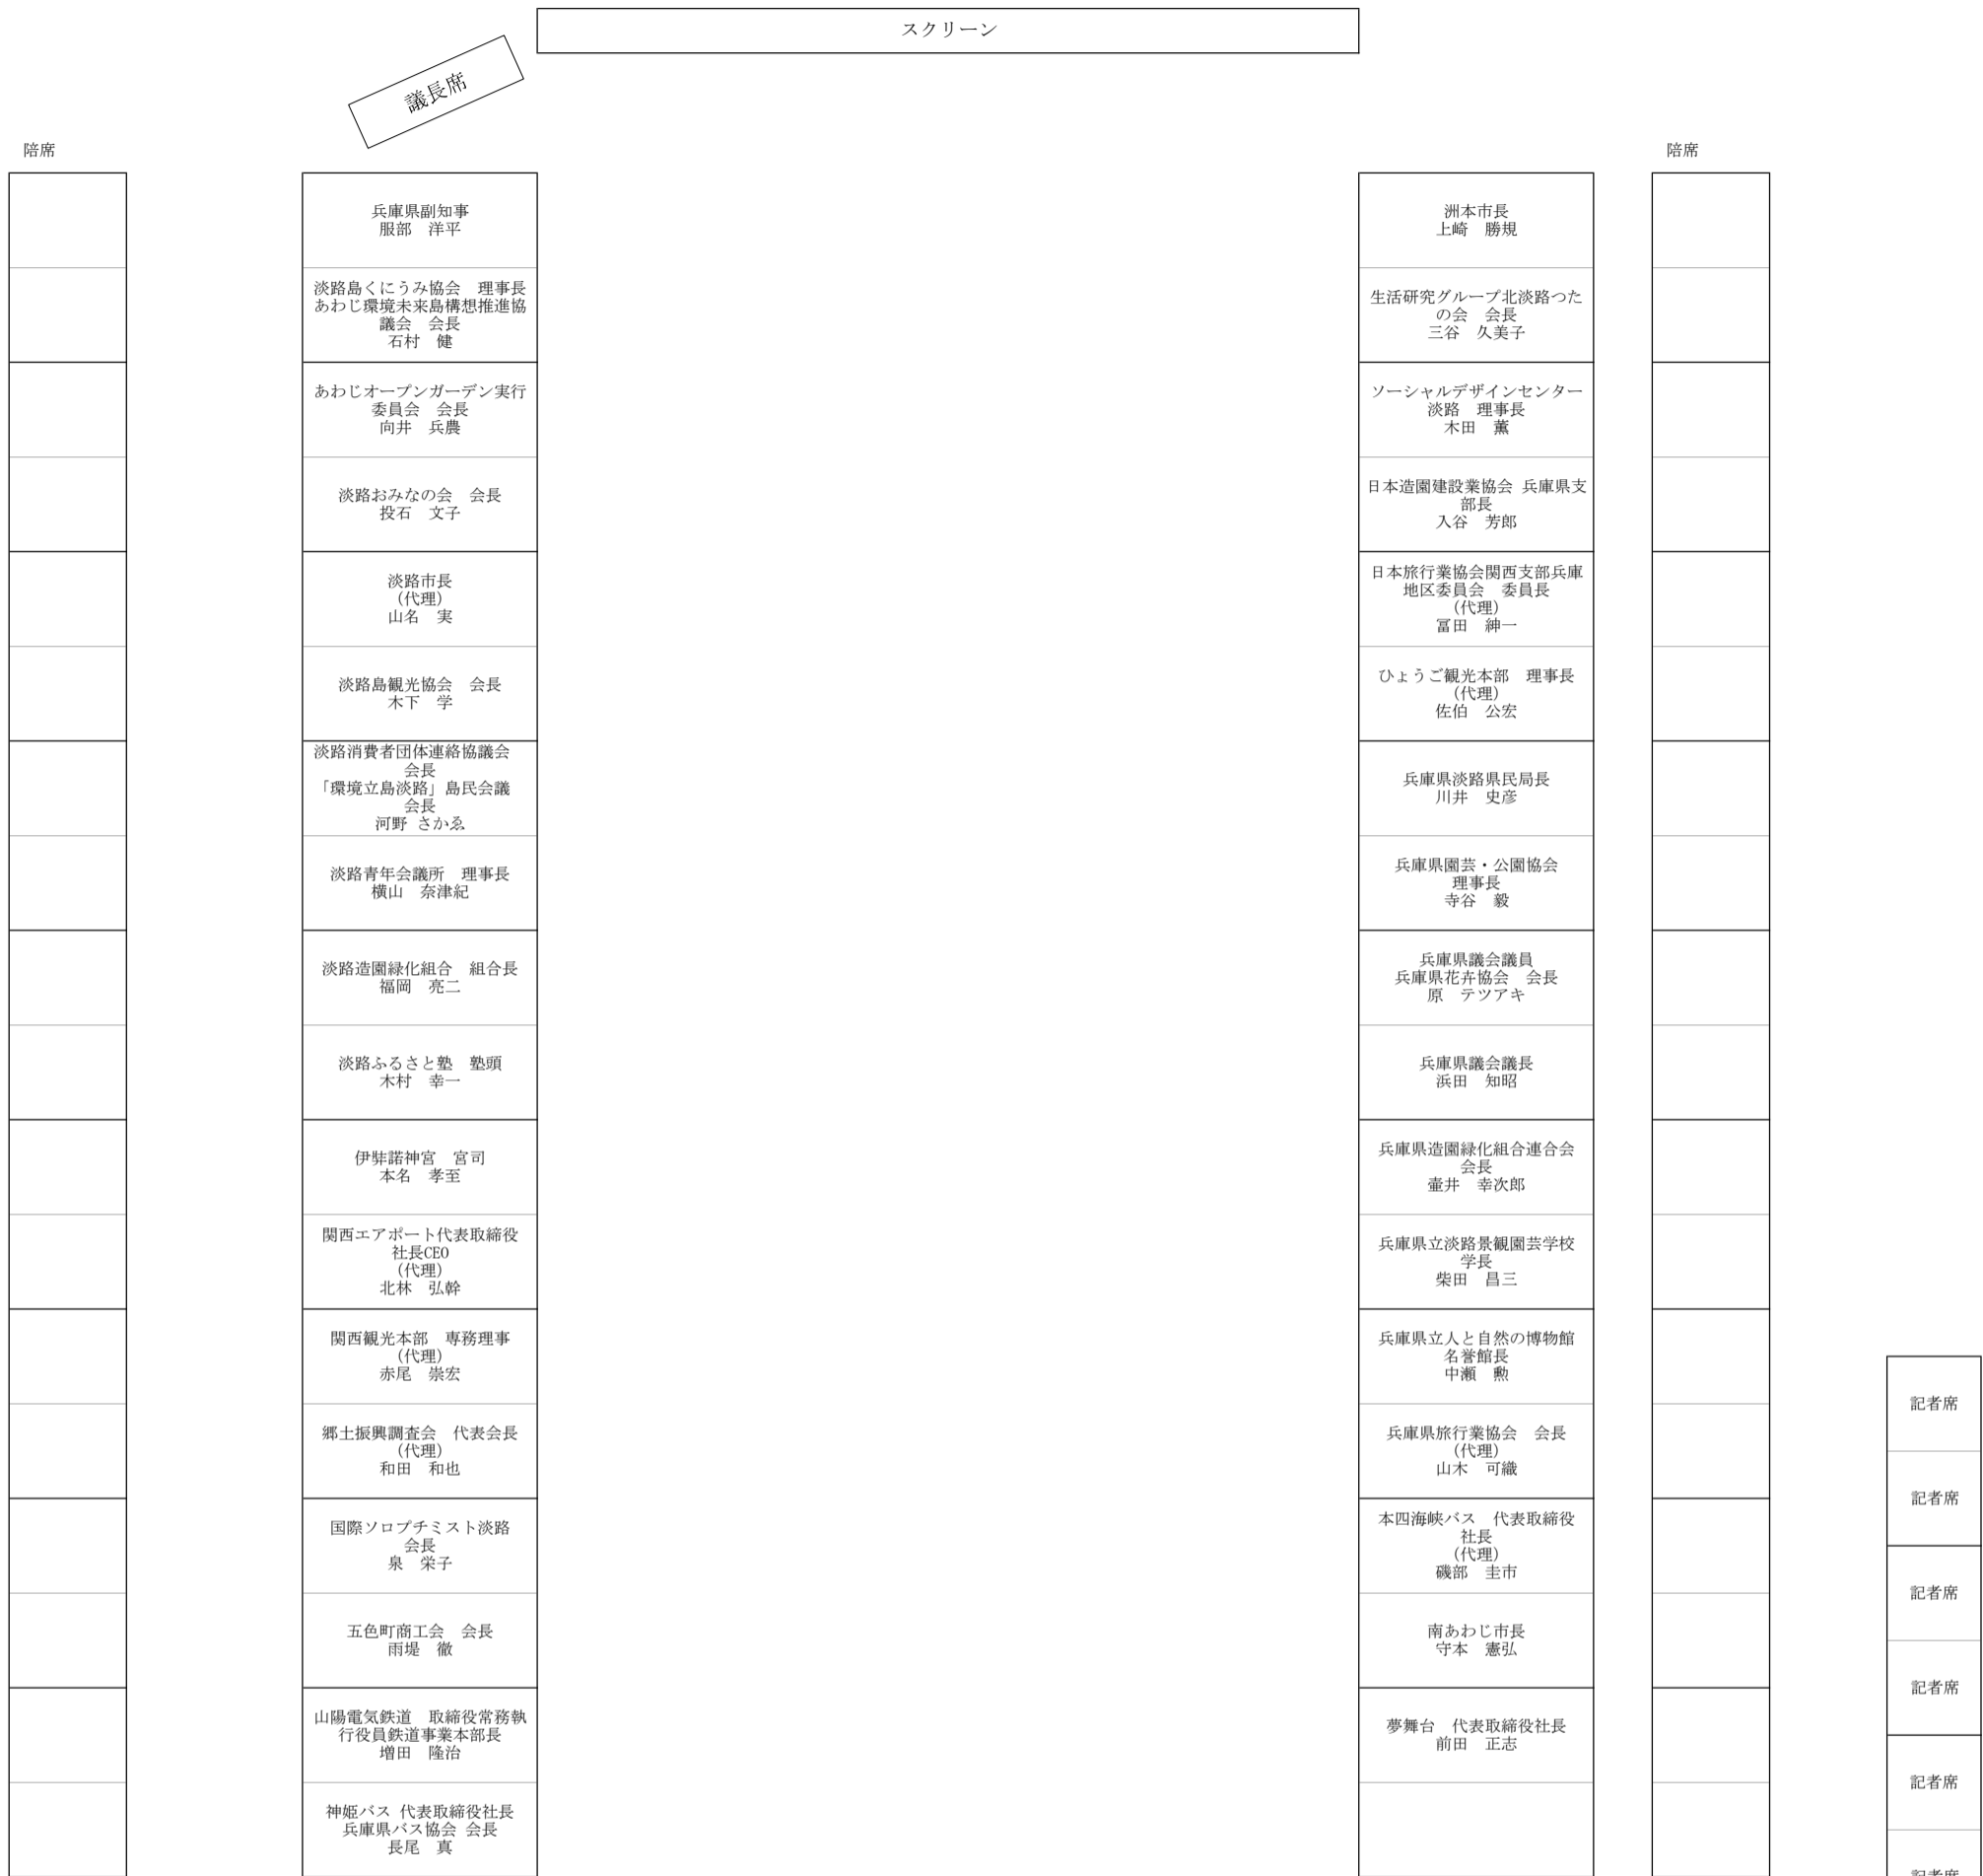 スクリーン
議長席
陪席
兵庫県副知事
服部　洋平
淡路島くにうみ協会　理事長
あわじ環境未来島構想推進協
議会　会長
石村　健
あわじオープンガーデン実行
委員会　会長
向井　兵農
淡路おみなの会　会長
投石　文子
淡路市長
（代理）
山名　実
淡路島観光協会　会長
木下　学
淡路消費者団体連絡協議会
会長
「環境立島淡路」島民会議
会長
河野 さかゑ
淡路青年会議所　理事長
横山　奈津紀
淡路造園緑化組合　組合長
福岡　亮二
淡路ふるさと塾　塾頭
木村　幸一
伊弉諾神宮　宮司
本名　孝至
関西エアポート代表取締役
社長CEO
（代理）
北林　弘幹
関西観光本部　専務理事
（代理）
赤尾　崇宏
郷土振興調査会　代表会長
（代理）
和田　和也
国際ソロプチミスト淡路
会長
泉　栄子
五色町商工会　会長
雨堤　徹
山陽電気鉄道　取締役常務執
行役員鉄道事業本部長
増田　隆治
神姫バス 代表取締役社長
兵庫県バス協会 会長
長尾　真
洲本市長
上崎　勝規
生活研究グループ北淡路つた
の会　会長
三谷　久美子
ソーシャルデザインセンター
淡路　理事長
木田　薫
日本造園建設業協会 兵庫県支
部長
入谷　芳郎
日本旅行業協会関西支部兵庫
地区委員会　委員長
（代理）
冨田　紳一
ひょうご観光本部　理事長
（代理）
佐伯　公宏
兵庫県淡路県民局長
川井　史彦
兵庫県園芸・公園協会
理事長
寺谷　毅
兵庫県議会議員
兵庫県花卉協会　会長
原　テツアキ
兵庫県議会議長
浜田　知昭
兵庫県造園緑化組合連合会
会長
壷井　幸次郎
兵庫県立淡路景観園芸学校
学長
柴田　昌三
兵庫県立人と自然の博物館
名誉館長
中瀬　勲
兵庫県旅行業協会　会長
（代理）
山木　可織
本四海峡バス　代表取締役
社長
（代理）
磯部　圭市
南あわじ市長
守本　憲弘
夢舞台　代表取締役社長
前田　正志
陪席
記者席
記者席
記者席
記者席
記者席
記者席